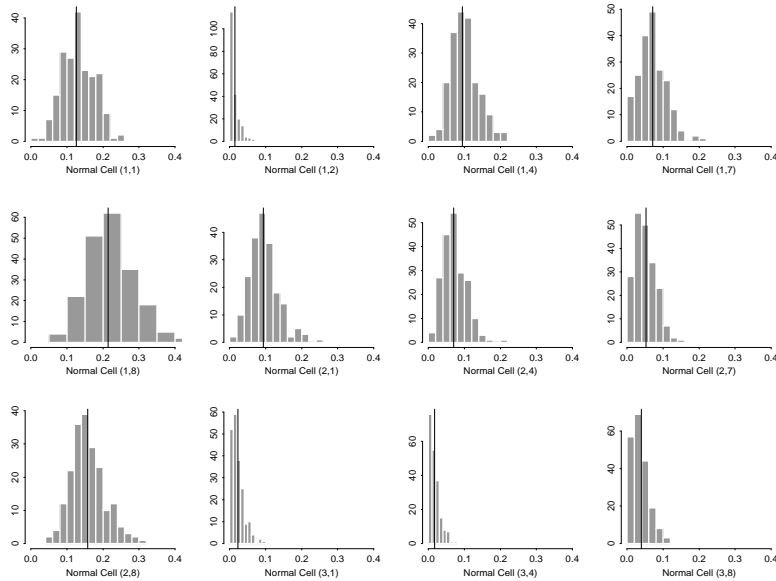 0 10 20 30 40
0.0 0.1 0.2 0.3 0.4
Normal Cell (1,1)
0 20 40 60 80 100
0.0 0.1 0.2 0.3 0.4
Normal Cell (1,2)
0 10 20 30 40
0.0 0.1 0.2 0.3 0.4
Normal Cell (1,4)
0 10 20 30 40 50
0.0 0.1 0.2 0.3 0.4
Normal Cell (1,7)
0 10 20 30 40 50 60
0.0 0.1 0.2 0.3 0.4
Normal Cell (1,8)
0 10 20 30 40
0.0 0.1 0.2 0.3 0.4
Normal Cell (2,1)
0 10 20 30 40 50
0.0 0.1 0.2 0.3 0.4
Normal Cell (2,4)
0 10 20 30 40 50
0.0 0.1 0.2 0.3 0.4
Normal Cell (2,7)
0 10 20 30 40
0.0 0.1 0.2 0.3 0.4
Normal Cell (2,8)
0 10 20 30 40 50 60
0.0 0.1 0.2 0.3 0.4
Normal Cell (3,1)
0 20 40 60
0.0 0.1 0.2 0.3 0.4
Normal Cell (3,4)
0 20 40 60
0.0 0.1 0.2 0.3 0.4
Normal Cell (3,8)